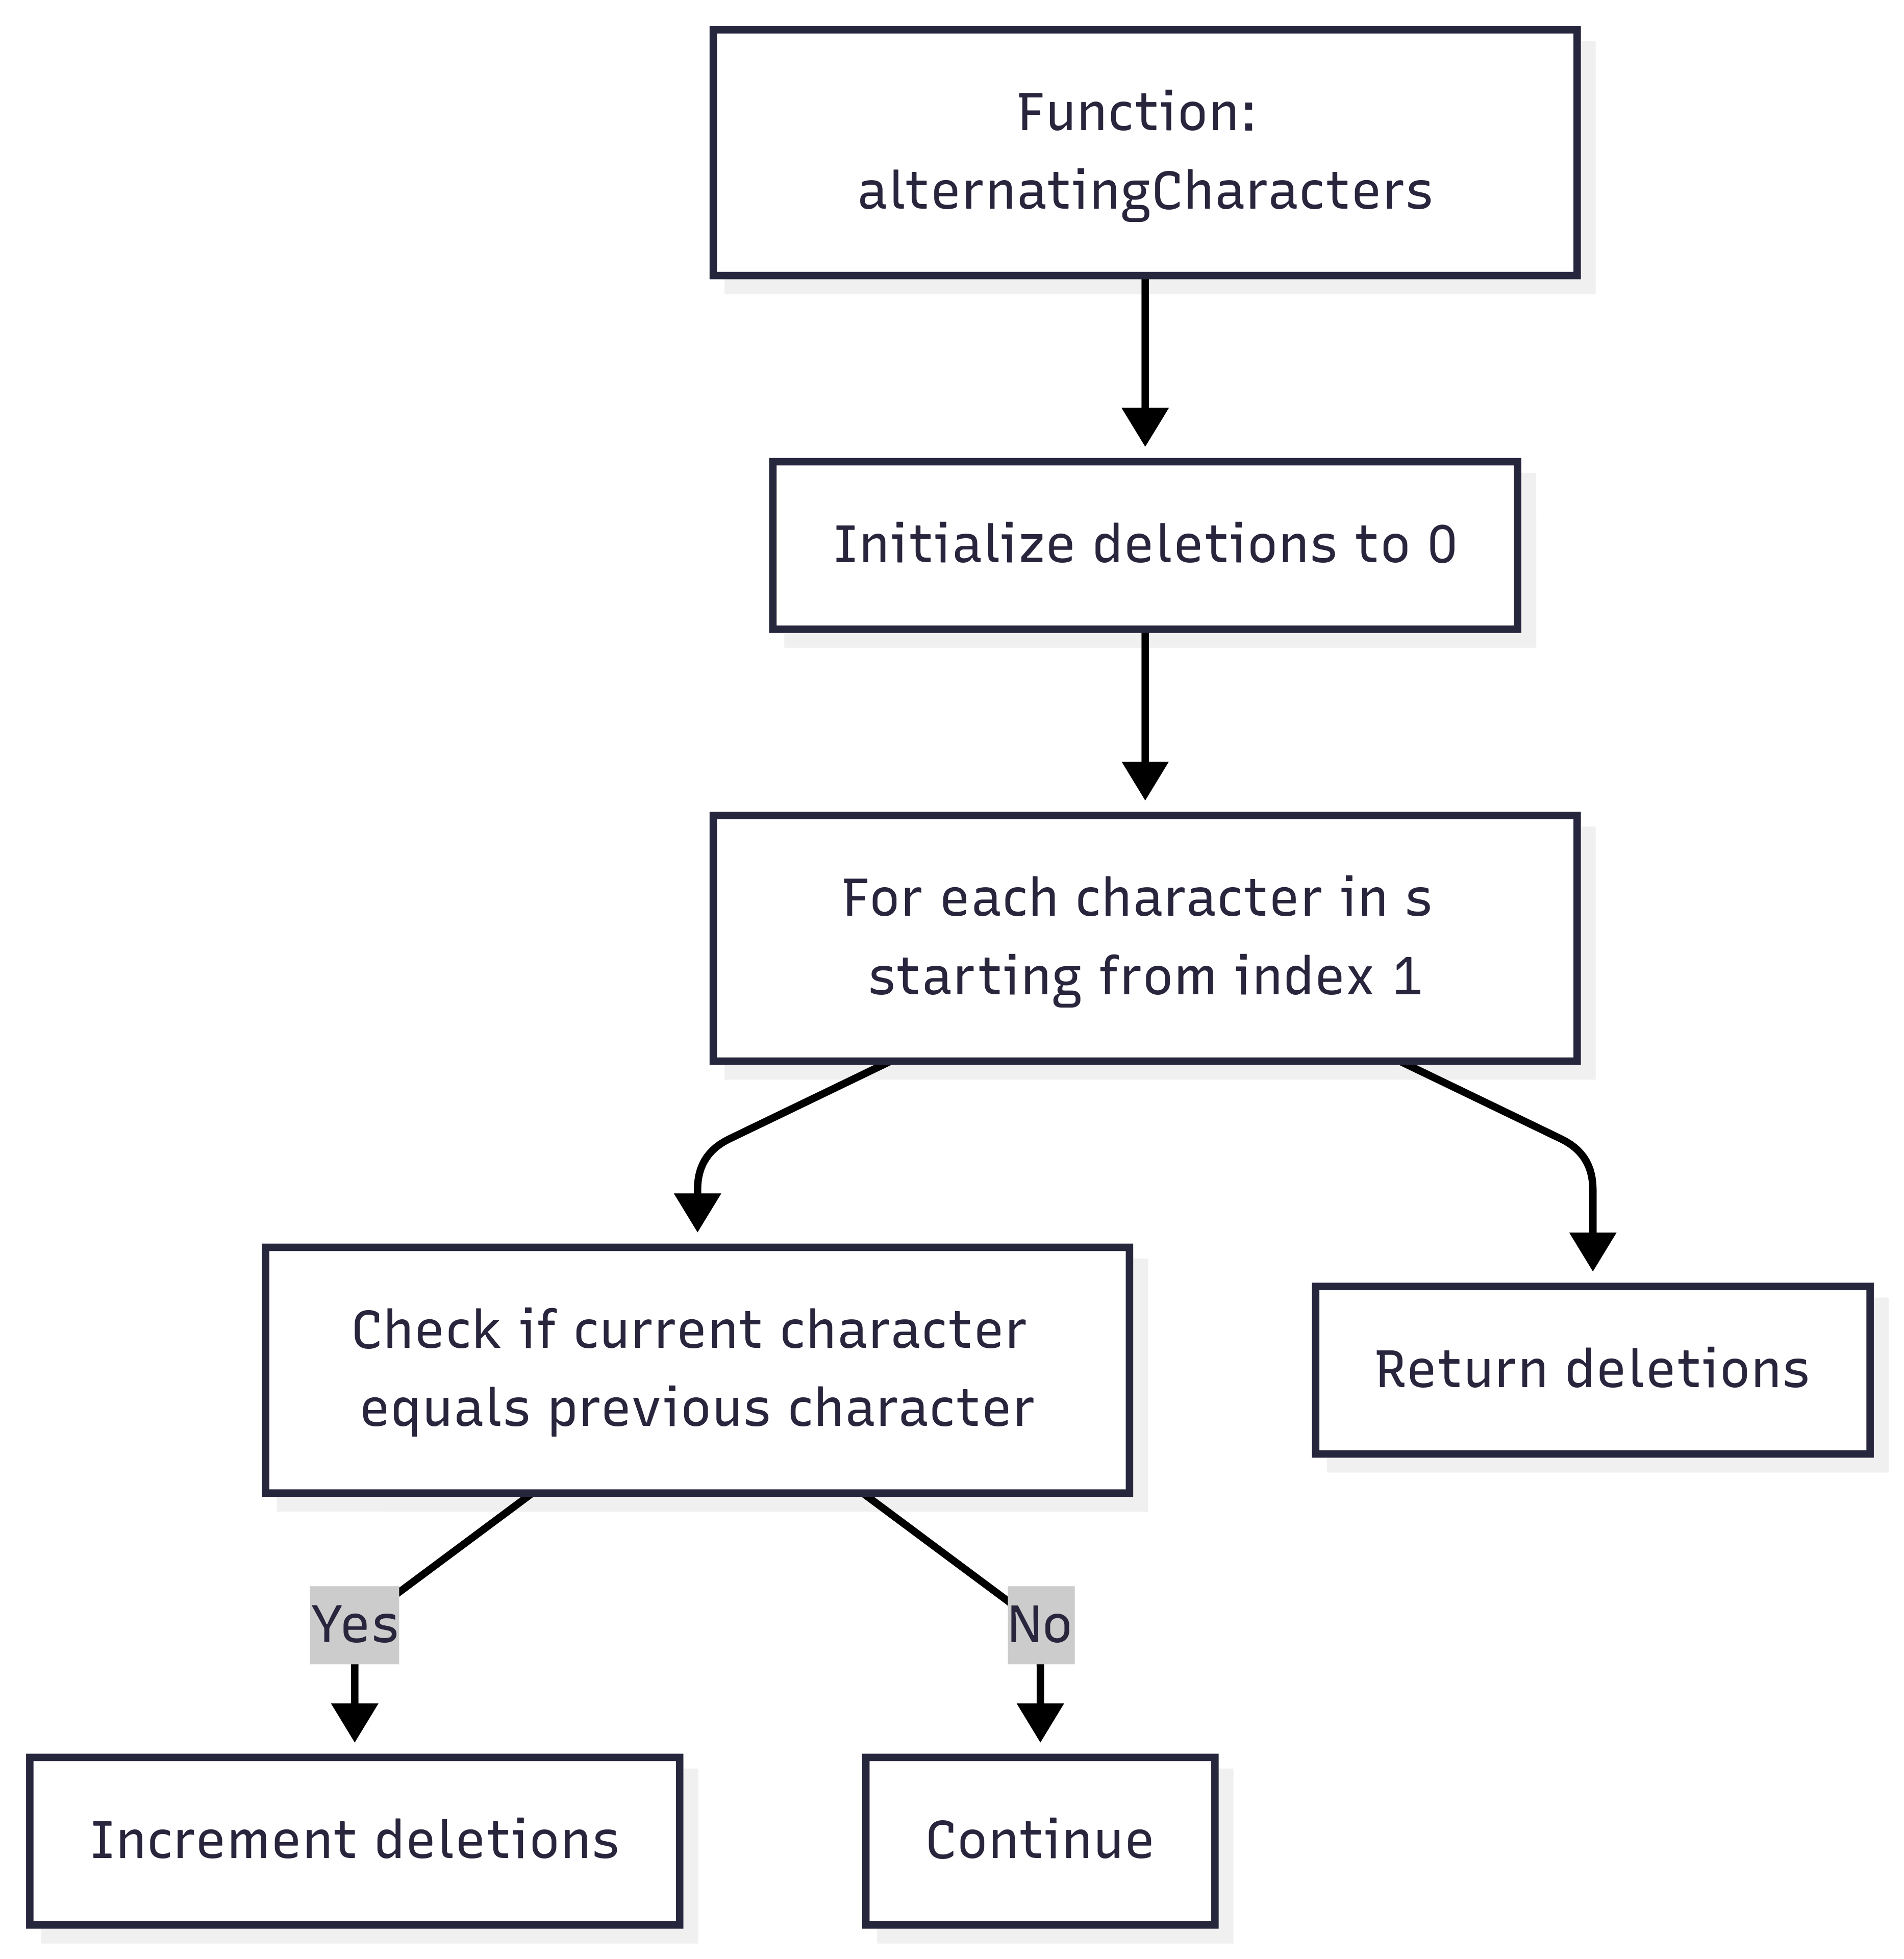 Function:
alternatingCharacters
Initialize deletions to 0
For each character in s
starting from index 1
Check if current character
equals previous character
Return deletions
Yes
No
Increment deletions
Continue